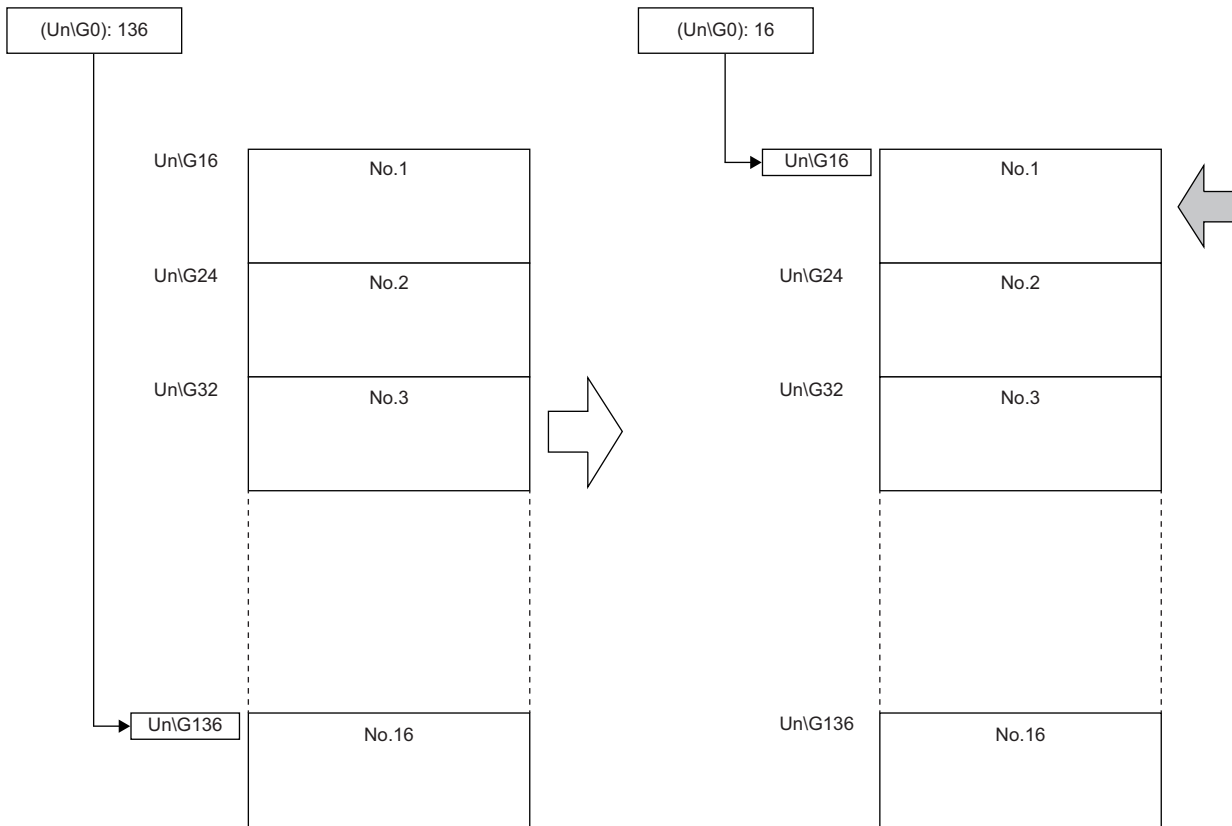 (Un\G0): 136
Un\G16
No.1
Un\G24
No.2
Un\G32
No.3
Un\G136
No.16
(Un\G0): 16
Un\G16
No.1
Un\G24
No.2
Un\G32
No.3
Un\G136
No.16